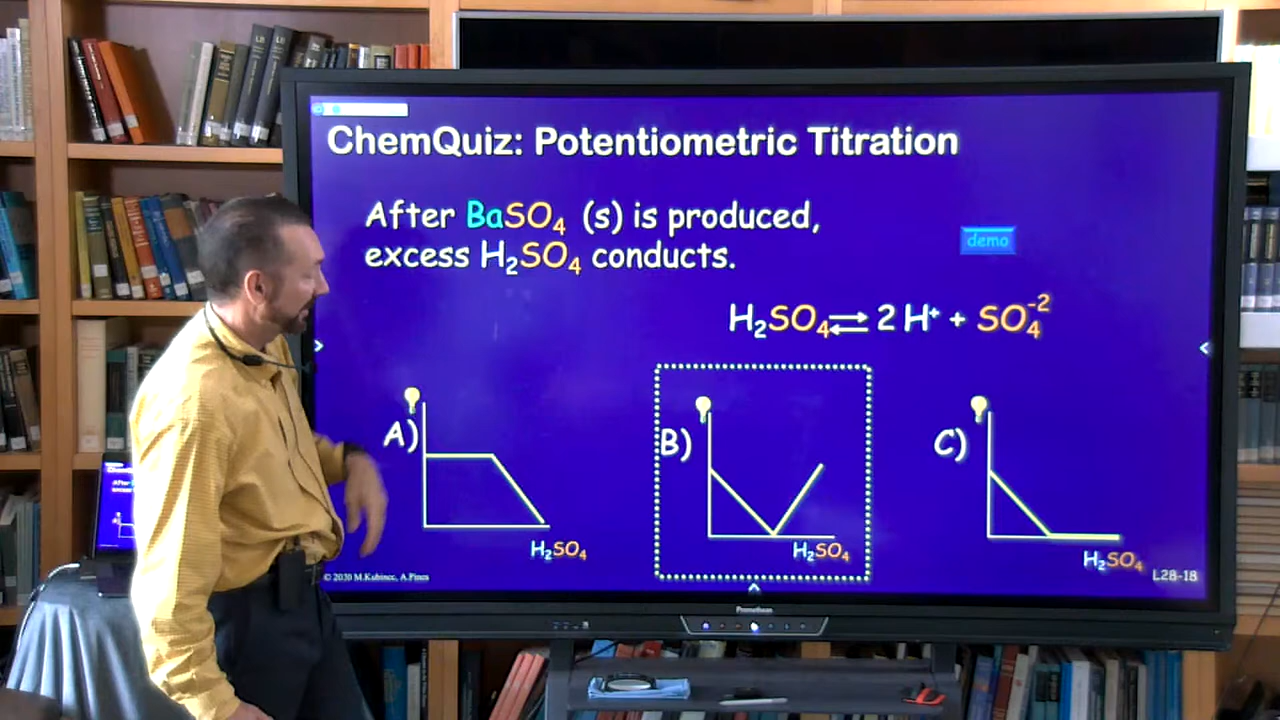 ChemQuiz: Potentiometric Titration
After BaSO₄ (s) is produced,
excess H₂SO₄ conducts.
demo
H₂SO₄ ⇌ 2 H⁺ + SO₄⁻²
A)
H₂SO₄
B)
H₂SO₄
C)
H₂SO₄
© 2020 M.Kubinec, A.Pines
L28-18
Promethean